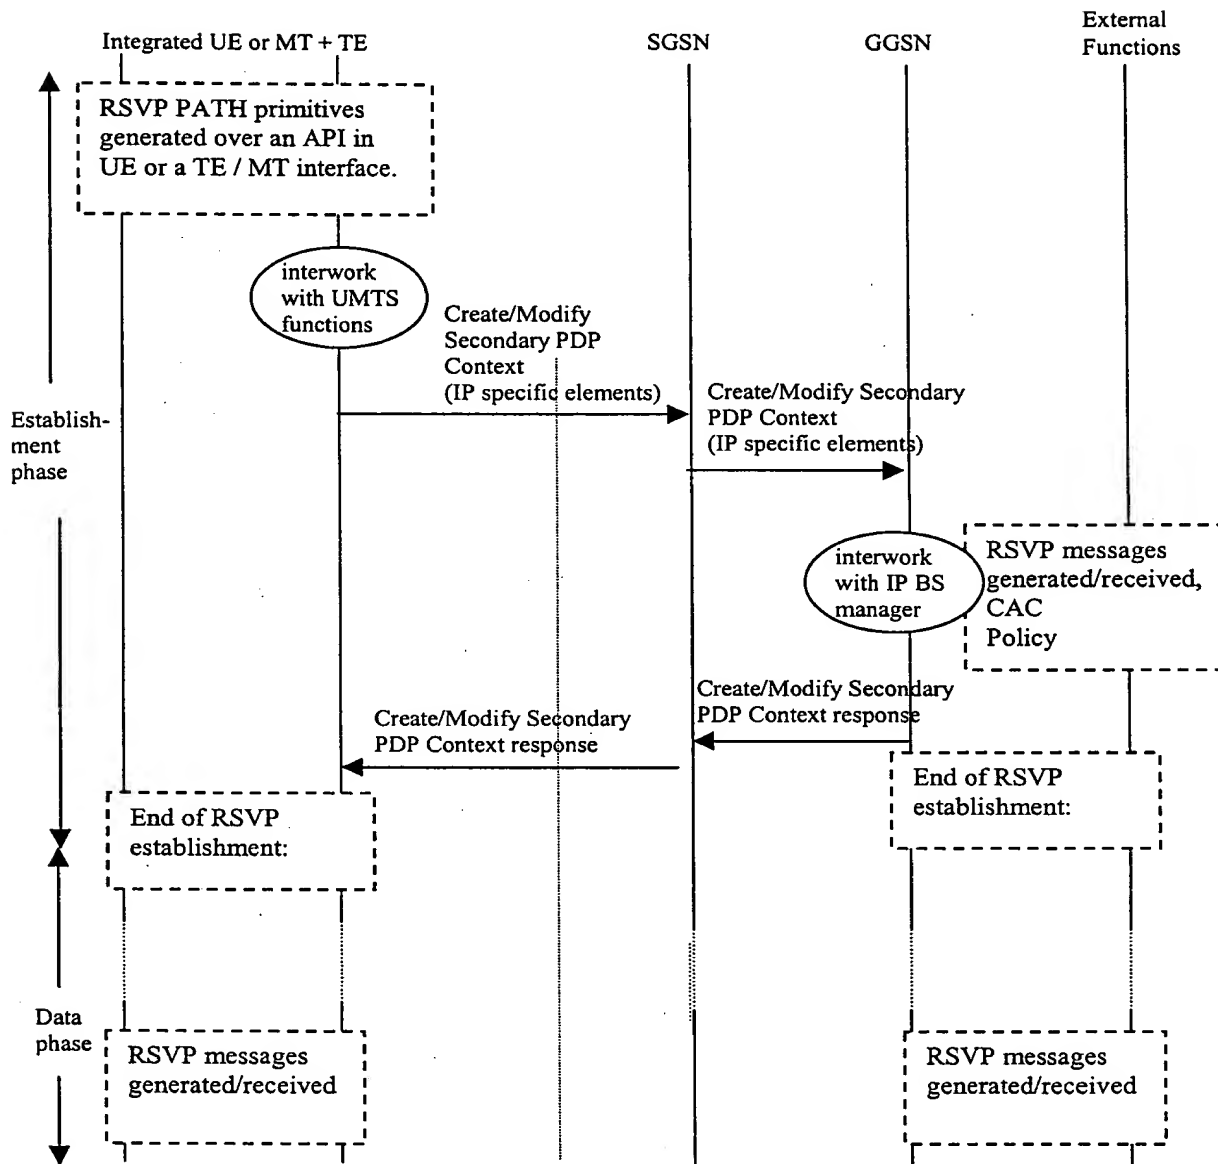 External
Functions
Integrated UE or MT + TE
SGSN
GGSN
RSVP PATH primitives
generated over an API in
UE or a TE / MT interface.
interwork
with UMTS
functions
Create/Modify
Secondary PDP
Context
(IP specific elements)
Create/Modify Secondary
PDP Context
(IP specific elements)
Establish-
ment
phase
interwork
with IP BS
manager
RSVP messages
generated/received,
CAC
Policy
Create/Modify Secondary
PDP Context response
Create/Modify Secondary
PDP Context response
End of RSVP
establishment:
End of RSVP
establishment:
Data
phase
RSVP messages
generated/received
RSVP messages
generated/received